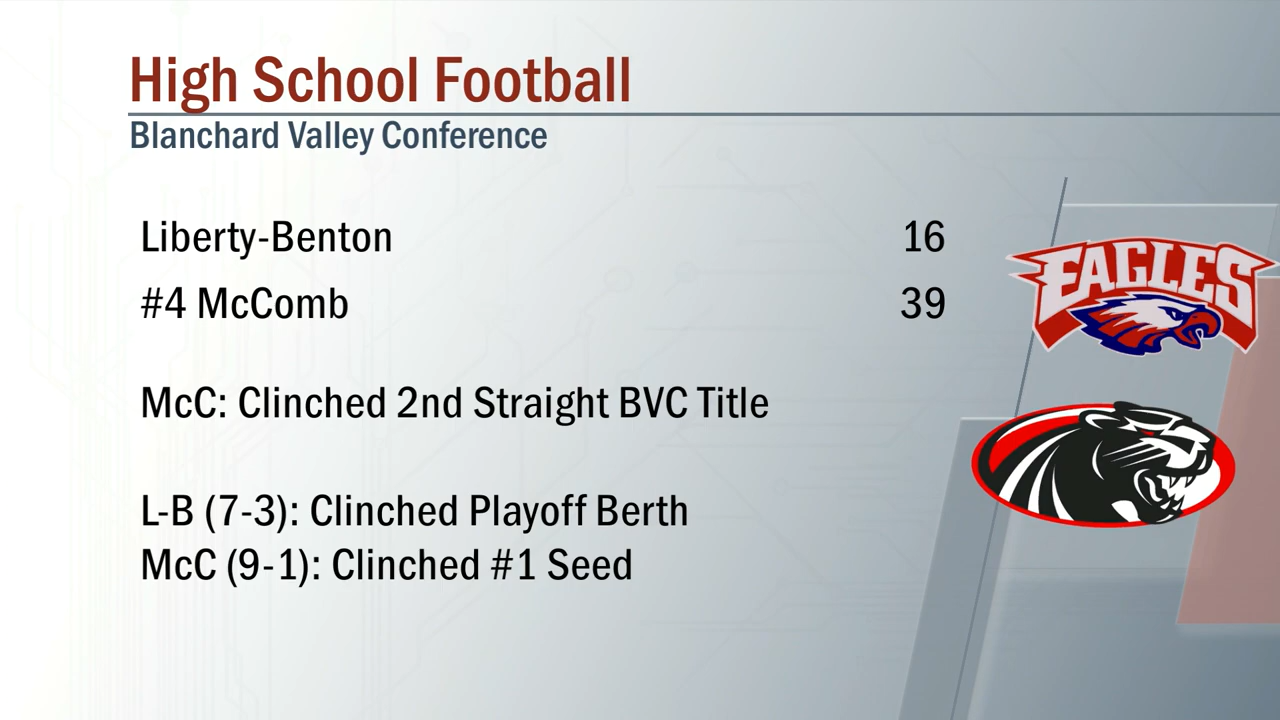 High School Football
Blanchard Valley Conference
Liberty-Benton 16
#4 McComb 39
EAGLES
McC: Clinched 2nd Straight BVC Title
L-B (7-3): Clinched Playoff Berth
McC (9-1): Clinched #1 Seed